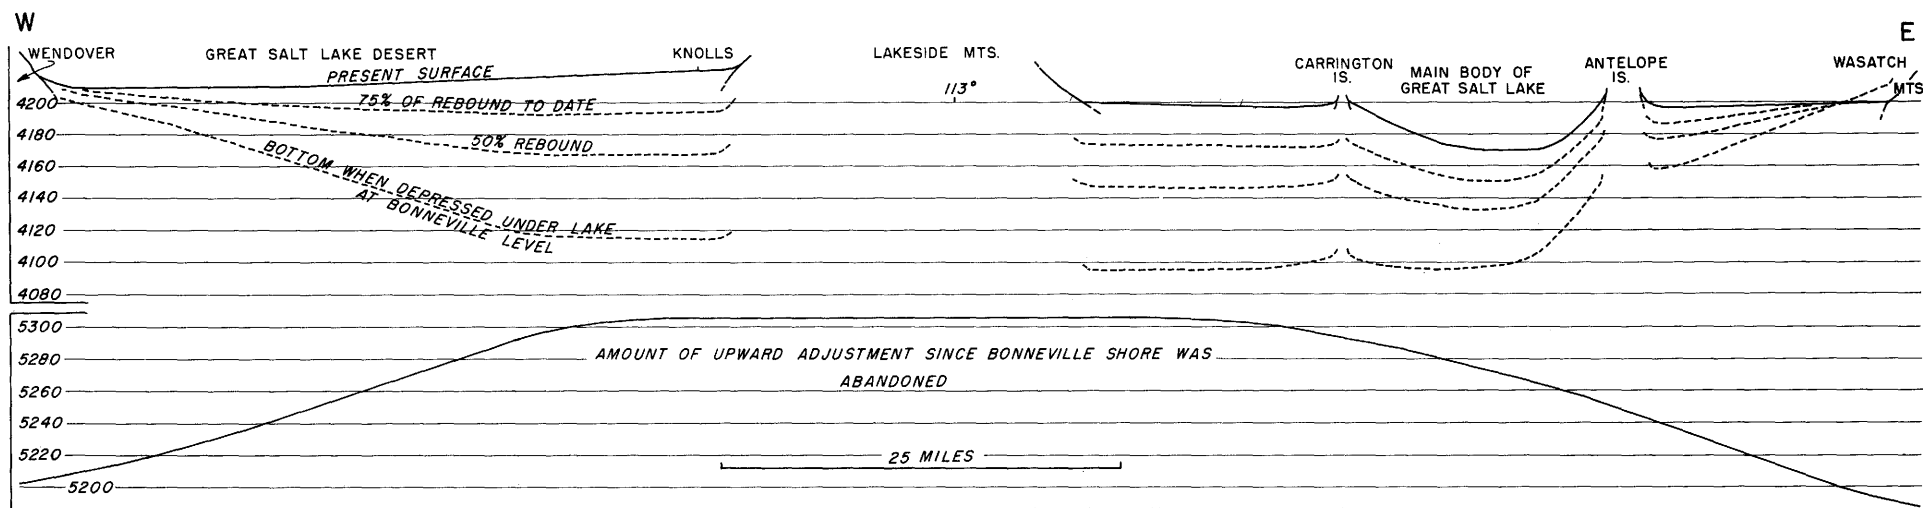 W
E
WENDOVER
GREAT SALT LAKE DESERT
KNOLLS
LAKESIDE MTS.
CARRINGTON
IS.
MAIN BODY OF
GREAT SALT LAKE
ANTELOPE
IS.
WASATCH
MTS
PRESENT SURFACE
113°
75% OF REBOUND TO DATE
50% REBOUND
BOTTOM WHEN DEPRESSED UNDER LAKE
AT BONNEVILLE LEVEL
4200
4180
4160
4140
4120
4100
4080
5300
5280
5260
5240
5220
5200
AMOUNT OF UPWARD ADJUSTMENT SINCE BONNEVILLE SHORE WAS
ABANDONED
25 MILES